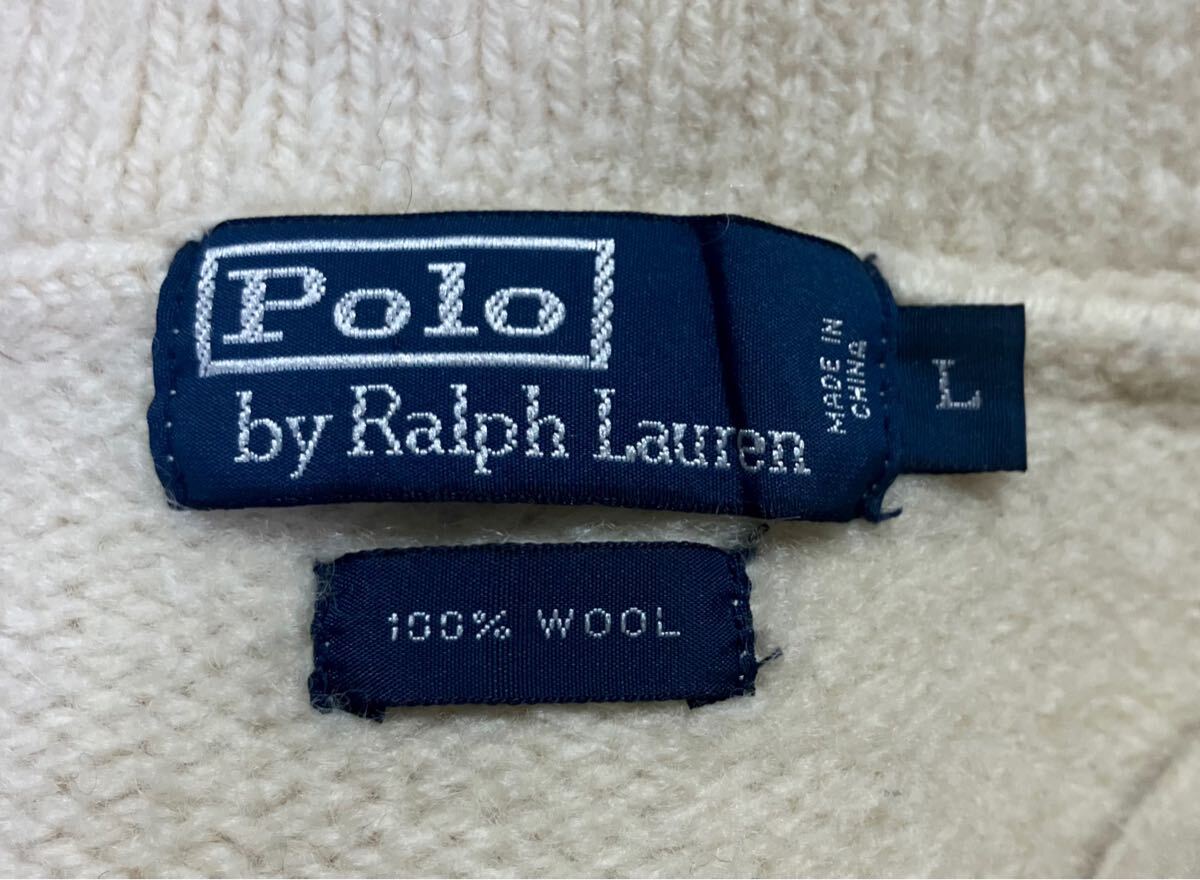 Polo
by Ralph Lauren
MADE IN
CHINA
L
100% WOOL